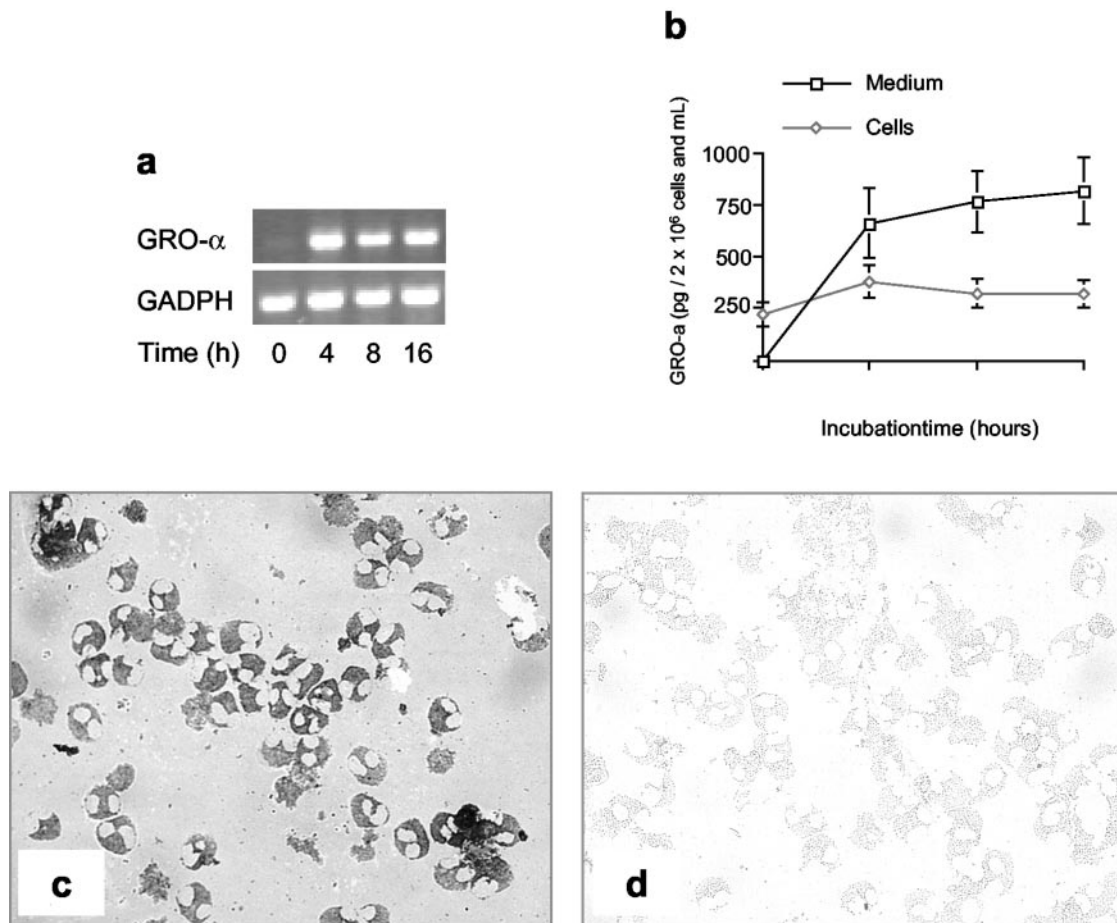 a
GRO-α
GADPH
Time (h) 0 4 8 16
b
Medium
Cells
GRO-a (pg / 2 x 10⁶ cells and mL)
1000
750
500
250
Incubationtime (hours)
c
d